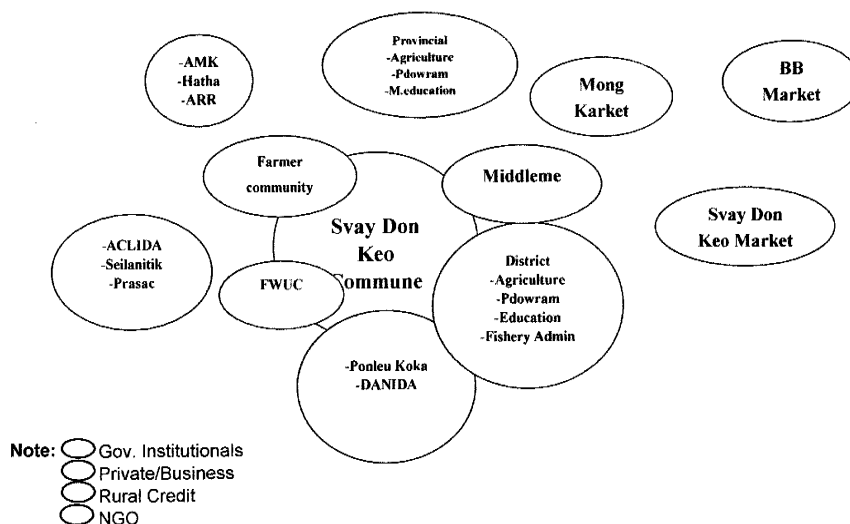 -AMK
-Hatha
-ARR
Provincial
-Agriculture
-Pdowram
-M.education
Mong
Karket
BB
Market
Farmer
community
Middleme
Svay Don
Keo
Commune
Svay Don
Keo Market
-ACLIDA
-Seilanitik
-Prasac
FWUC
District
-Agriculture
-Pdowram
-Education
-Fishery Admin
-Ponleu Koka
-DANIDA
Note: Gov. Institutionals
Private/Business
Rural Credit
NGO